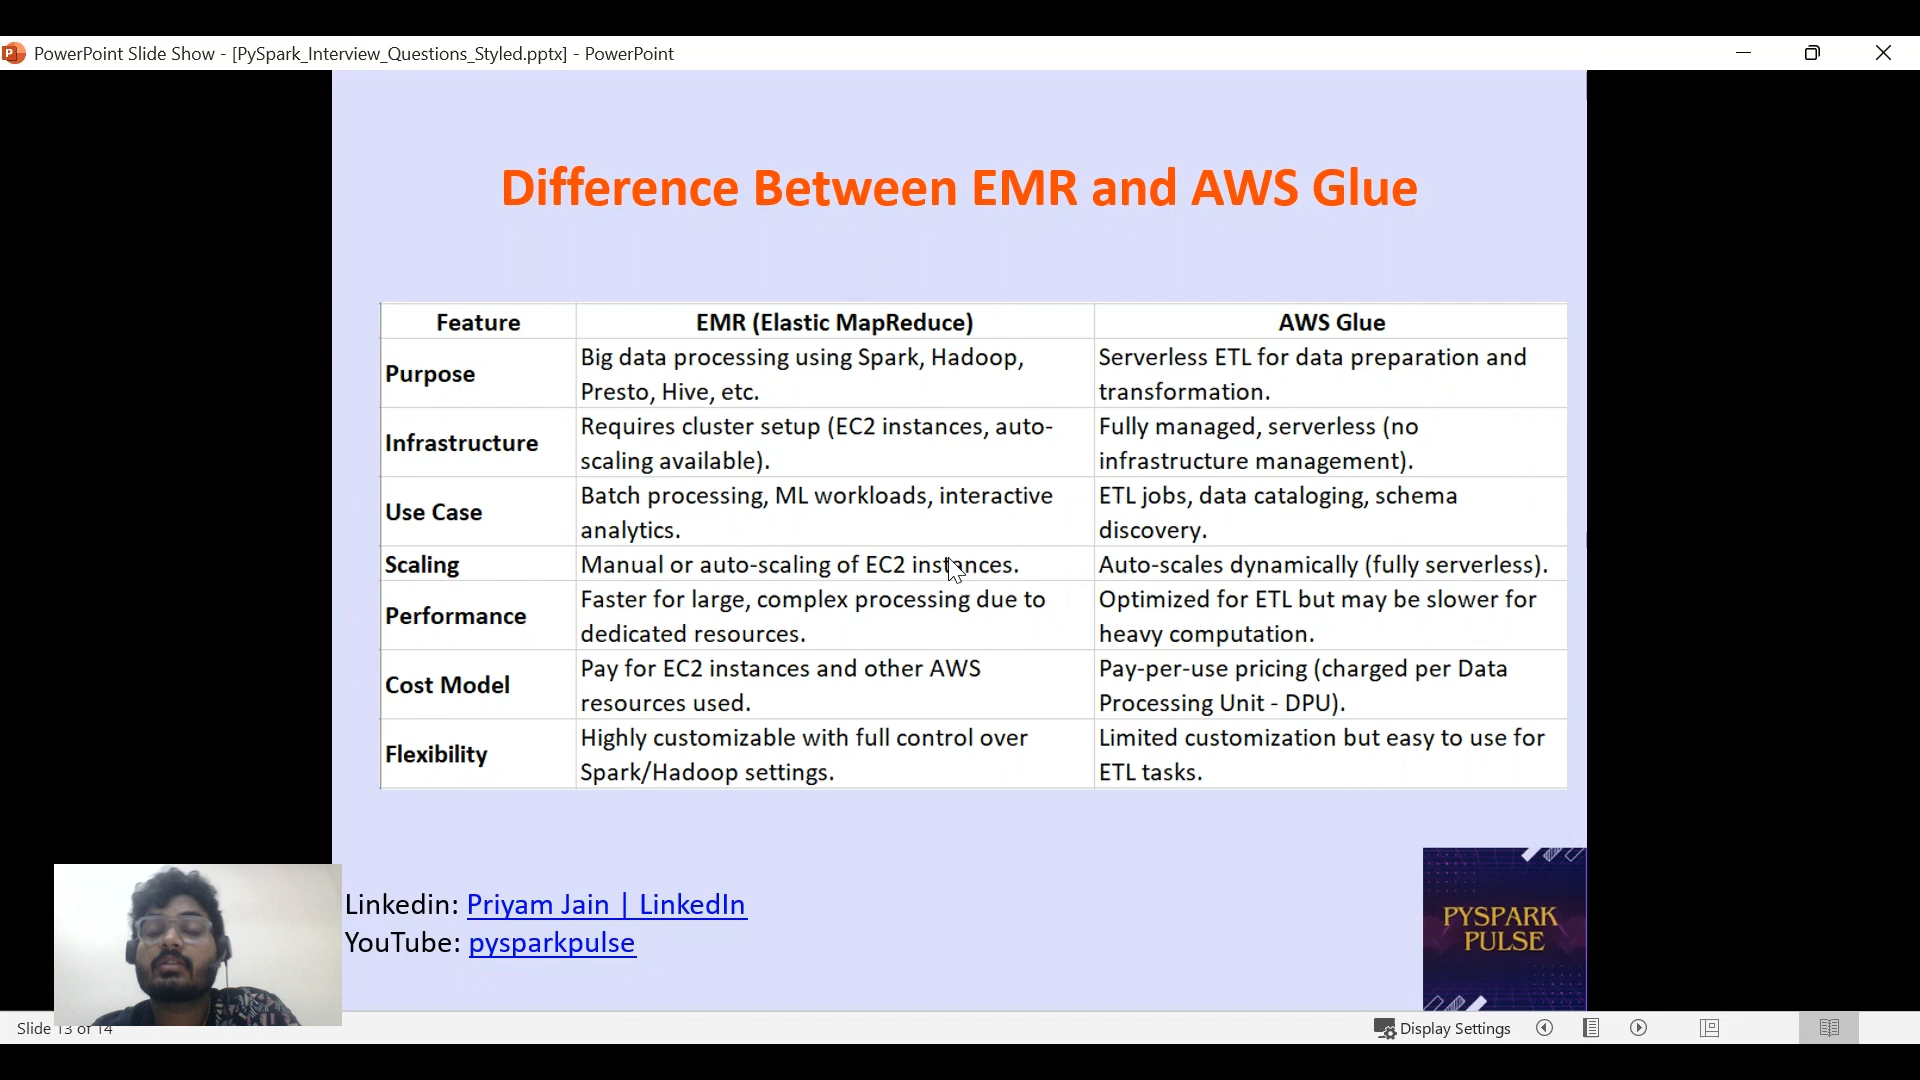 PowerPoint Slide Show - [PySpark_Interview_Questions_Styled.pptx] - PowerPoint
Difference Between EMR and AWS Glue
Feature
EMR (Elastic MapReduce)
AWS Glue
Purpose
Big data processing using Spark, Hadoop,
Presto, Hive, etc.
Serverless ETL for data preparation and
transformation.
Infrastructure
Requires cluster setup (EC2 instances, auto-
scaling available).
Fully managed, serverless (no
infrastructure management).
Use Case
Batch processing, ML workloads, interactive
analytics.
ETL jobs, data cataloging, schema
discovery.
Scaling
Manual or auto-scaling of EC2 instances.
Auto-scales dynamically (fully serverless).
Performance
Faster for large, complex processing due to
dedicated resources.
Optimized for ETL but may be slower for
heavy computation.
Cost Model
Pay for EC2 instances and other AWS
resources used.
Pay-per-use pricing (charged per Data
Processing Unit - DPU).
Flexibility
Highly customizable with full control over
Spark/Hadoop settings.
Limited customization but easy to use for
ETL tasks.
Linkedin: Priyam Jain | LinkedIn
YouTube: pysparkpulse
PYSPARK
PULSE
Slide 13 of 14
Display Settings